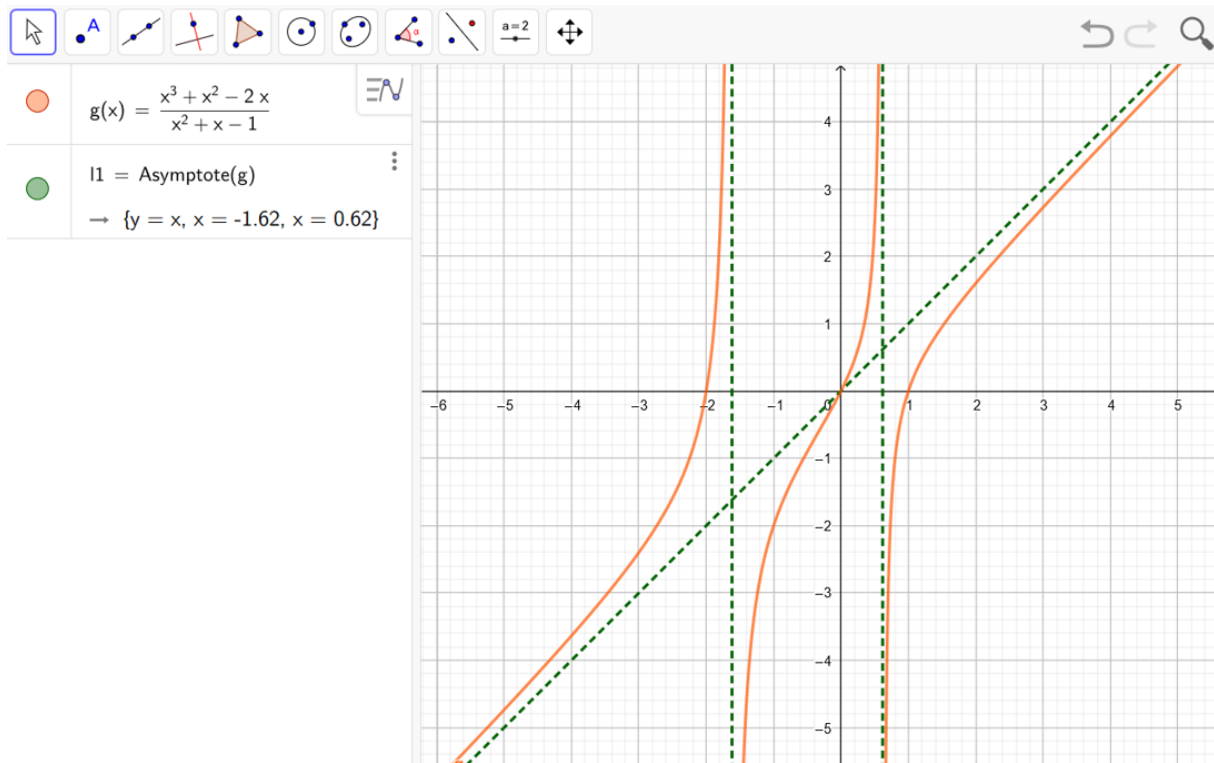 A
α
a = 2
g(x) = (x³ + x² − 2 x) / (x² + x − 1)
l1 = Asymptote(g)
→ {y = x, x = -1.62, x = 0.62}
4
3
2
1
−6 −5 −4 −3 −2 −1 0 1 2 3 4 5
−1
−2
−3
−4
−5